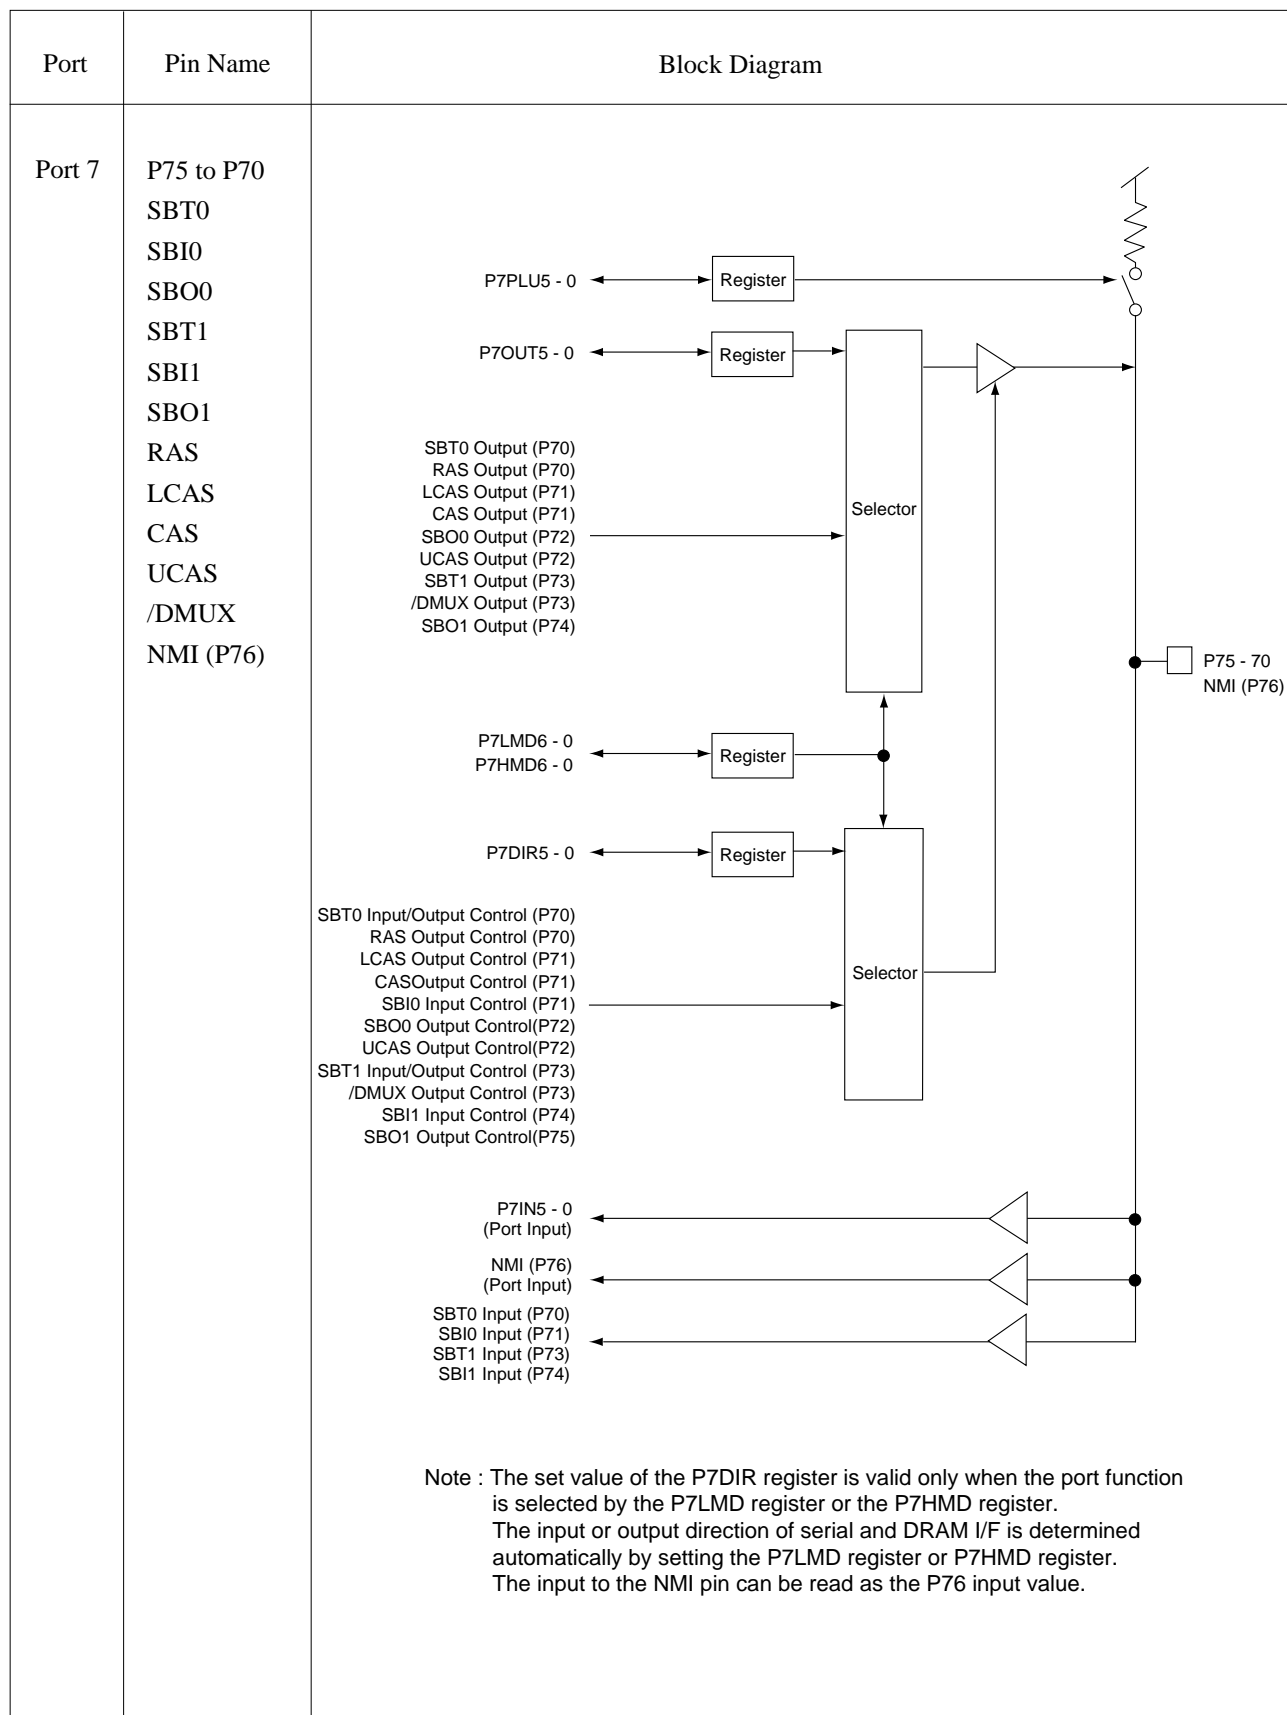 Port
Pin Name
Block Diagram
Port 7
P75 to P70
SBT0
SBI0
SBO0
SBT1
SBI1
SBO1
RAS
LCAS
CAS
UCAS
/DMUX
NMI (P76)
P7PLU5 - 0
Register
P7OUT5 - 0
Register
SBT0 Output (P70)
RAS Output (P70)
LCAS Output (P71)
CAS Output (P71)
SBO0 Output (P72)
UCAS Output (P72)
SBT1 Output (P73)
/DMUX Output (P73)
SBO1 Output (P74)
Selector
P75 - 70
NMI (P76)
P7LMD6 - 0
P7HMD6 - 0
Register
P7DIR5 - 0
Register
SBT0 Input/Output Control (P70)
RAS Output Control (P70)
LCAS Output Control (P71)
CASOutput Control (P71)
SBI0 Input Control (P71)
SBO0 Output Control(P72)
UCAS Output Control(P72)
SBT1 Input/Output Control (P73)
/DMUX Output Control (P73)
SBI1 Input Control (P74)
SBO1 Output Control(P75)
Selector
P7IN5 - 0
(Port Input)
NMI (P76)
(Port Input)
SBT0 Input (P70)
SBI0 Input (P71)
SBT1 Input (P73)
SBI1 Input (P74)
Note : The set value of the P7DIR register is valid only when the port function
is selected by the P7LMD register or the P7HMD register.
The input or output direction of serial and DRAM I/F is determined
automatically by setting the P7LMD register or P7HMD register.
The input to the NMI pin can be read as the P76 input value.